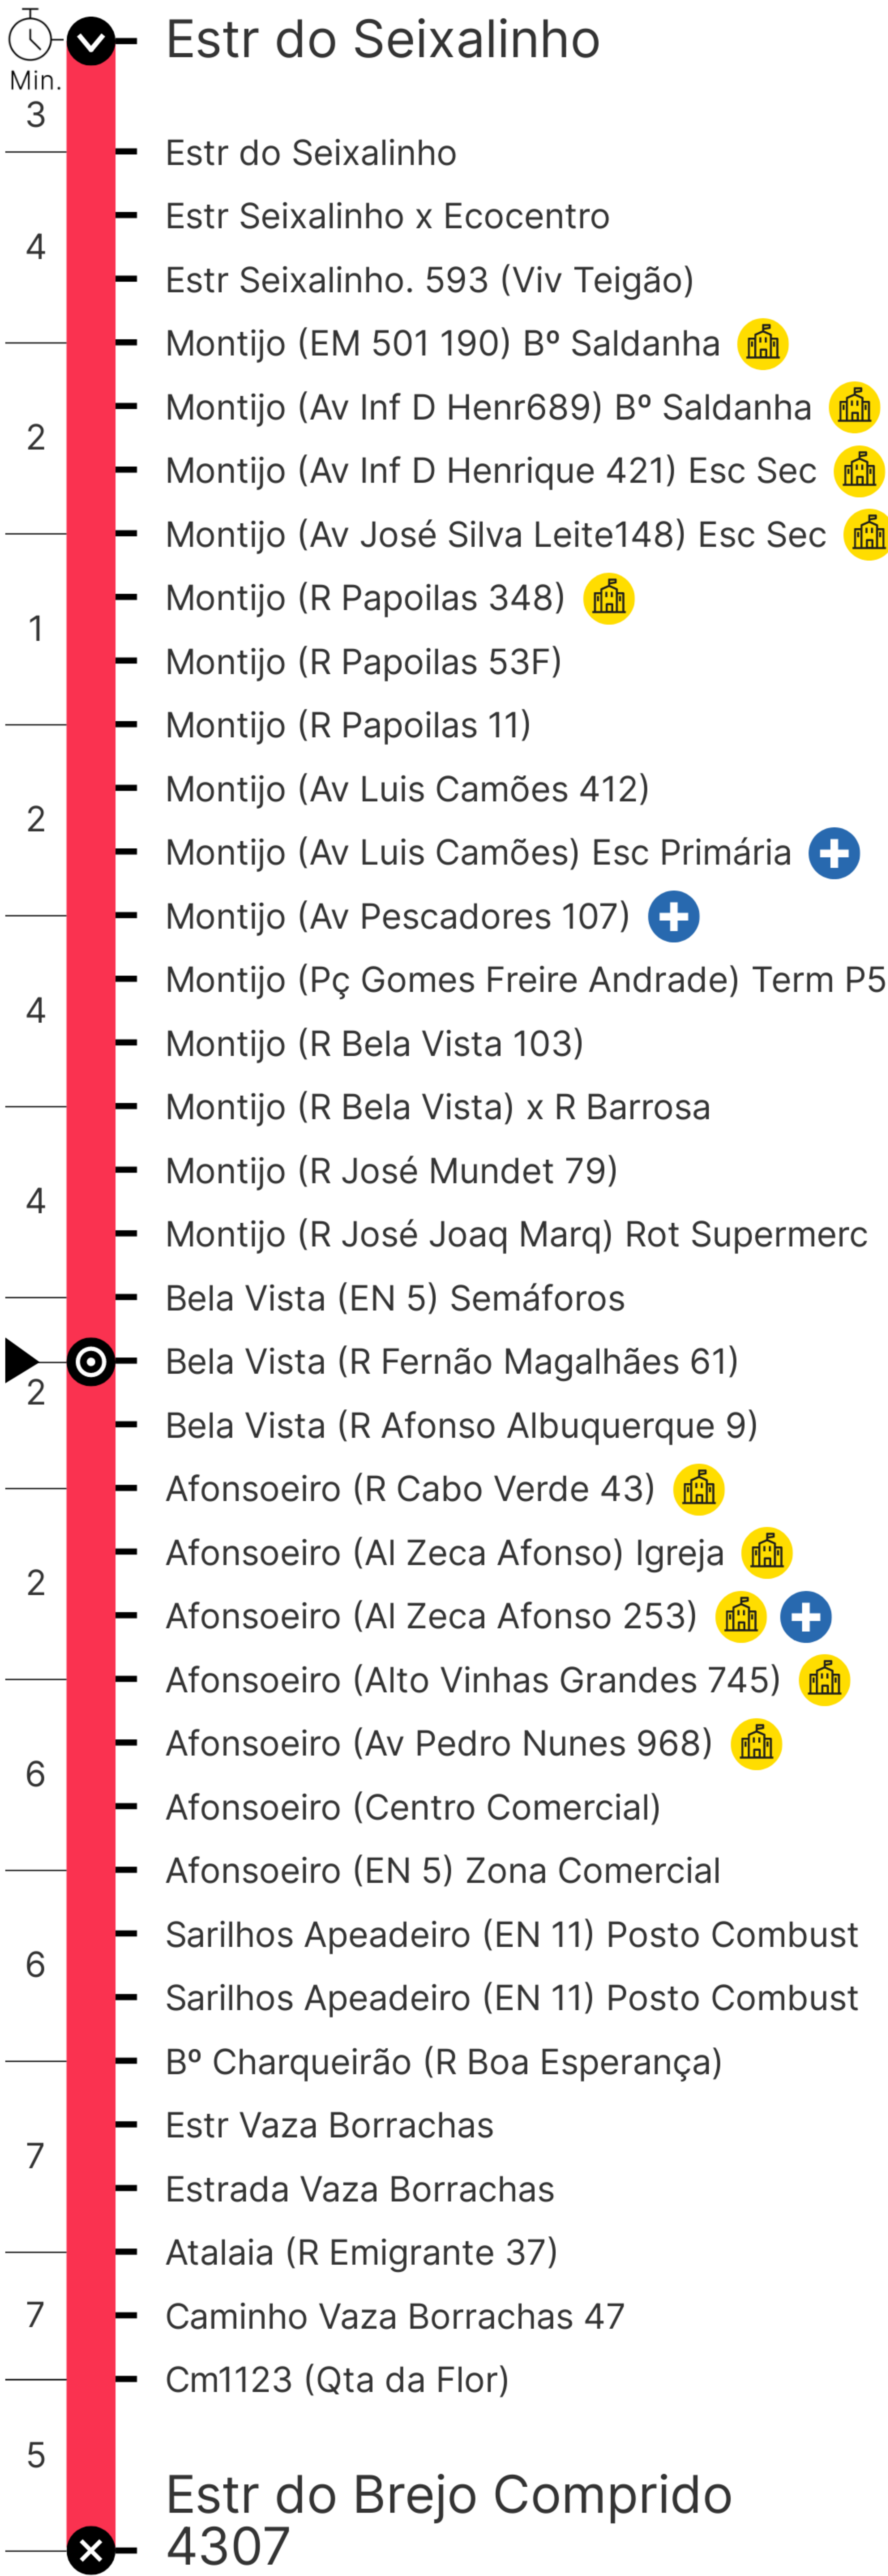 Estr do Seixalinho
Min.
3
Estr do Seixalinho
Estr Seixalinho x Ecocentro
4
Estr Seixalinho. 593 (Viv Teigão)
Montijo (EM 501 190) Bº Saldanha
Montijo (Av Inf D Henr689) Bº Saldanha
2
Montijo (Av Inf D Henrique 421) Esc Sec
Montijo (Av José Silva Leite148) Esc Sec
Montijo (R Papoilas 348)
1
Montijo (R Papoilas 53F)
Montijo (R Papoilas 11)
Montijo (Av Luis Camões 412)
2
Montijo (Av Luis Camões) Esc Primária
Montijo (Av Pescadores 107)
Montijo (Pç Gomes Freire Andrade) Term P5
4
Montijo (R Bela Vista 103)
Montijo (R Bela Vista) x R Barrosa
Montijo (R José Mundet 79)
4
Montijo (R José Joaq Marq) Rot Supermerc
Bela Vista (EN 5) Semáforos
Bela Vista (R Fernão Magalhães 61)
2
Bela Vista (R Afonso Albuquerque 9)
Afonsoeiro (R Cabo Verde 43)
Afonsoeiro (Al Zeca Afonso) Igreja
2
Afonsoeiro (Al Zeca Afonso 253)
Afonsoeiro (Alto Vinhas Grandes 745)
Afonsoeiro (Av Pedro Nunes 968)
6
Afonsoeiro (Centro Comercial)
Afonsoeiro (EN 5) Zona Comercial
Sarilhos Apeadeiro (EN 11) Posto Combust
6
Sarilhos Apeadeiro (EN 11) Posto Combust
Bº Charqueirão (R Boa Esperança)
Estr Vaza Borrachas
7
Estrada Vaza Borrachas
Atalaia (R Emigrante 37)
7
Caminho Vaza Borrachas 47
Cm1123 (Qta da Flor)
5
Estr do Brejo Comprido
4307